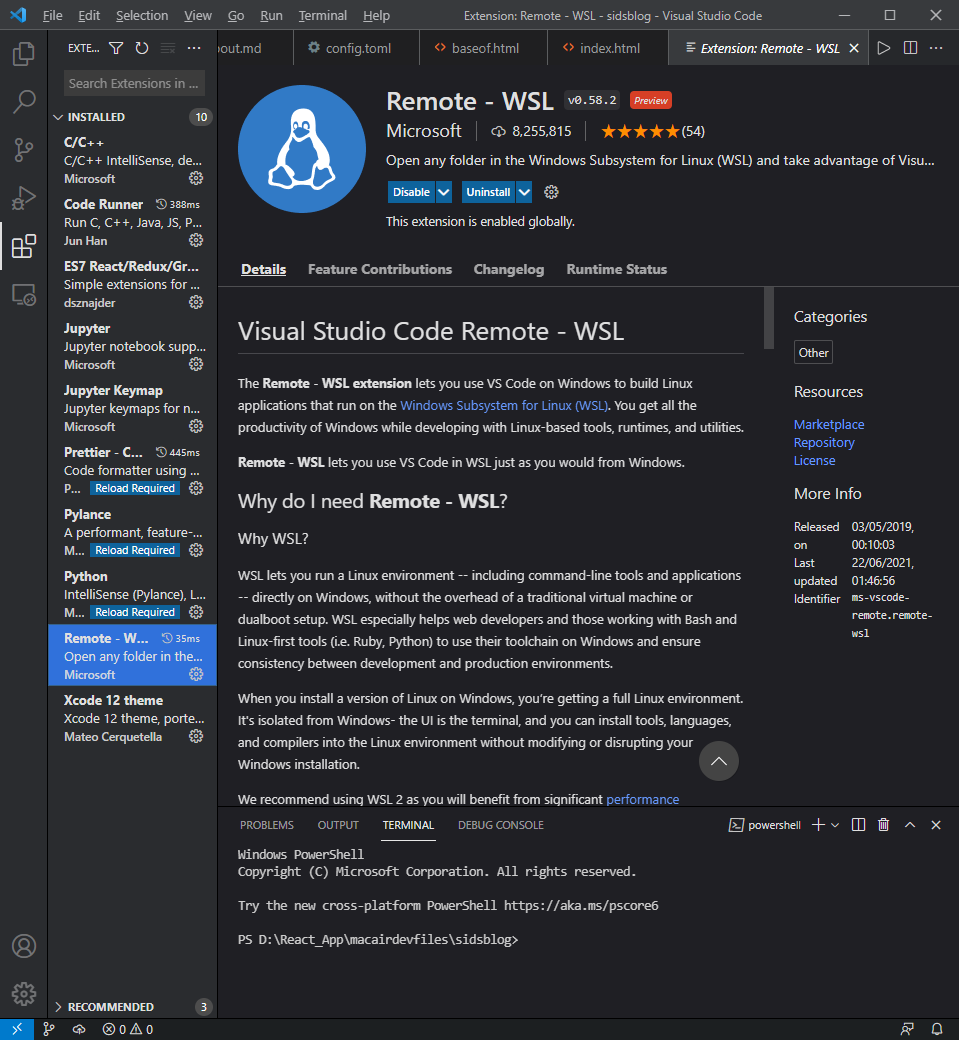 File Edit Selection View Go Run Terminal Help Extension: Remote - WSL - sidsblog - Visual Studio Code
EXTE... out.md config.toml baseof.html index.html Extension: Remote - WSL
Search Extensions in ...
INSTALLED 10
C/C++
C/C++ IntelliSense, de...
Microsoft
Code Runner 388ms
Run C, C++, Java, JS, P...
Jun Han
ES7 React/Redux/Gr...
Simple extensions for ...
dsznajder
Jupyter
Jupyter notebook supp...
Microsoft
Jupyter Keymap
Jupyter keymaps for n...
Microsoft
Prettier - C... 445ms
Code formatter using ...
P... Reload Required
Pylance
A performant, feature-...
M... Reload Required
Python
IntelliSense (Pylance), L...
M... Reload Required
Remote - W... 35ms
Open any folder in the...
Microsoft
Xcode 12 theme
Xcode 12 theme, porte...
Mateo Cerquetella
RECOMMENDED 3
Remote - WSL v0.58.2 Preview
Microsoft 8,255,815 (54)
Open any folder in the Windows Subsystem for Linux (WSL) and take advantage of Visu...
Disable Uninstall
This extension is enabled globally.
Details Feature Contributions Changelog Runtime Status
Visual Studio Code Remote - WSL
The Remote - WSL extension lets you use VS Code on Windows to build Linux
applications that run on the Windows Subsystem for Linux (WSL). You get all the
productivity of Windows while developing with Linux-based tools, runtimes, and utilities.
Remote - WSL lets you use VS Code in WSL just as you would from Windows.
Why do I need Remote - WSL?
Why WSL?
WSL lets you run a Linux environment -- including command-line tools and applications
-- directly on Windows, without the overhead of a traditional virtual machine or
dualboot setup. WSL especially helps web developers and those working with Bash and
Linux-first tools (i.e. Ruby, Python) to use their toolchain on Windows and ensure
consistency between development and production environments.
When you install a version of Linux on Windows, you're getting a full Linux environment.
It's isolated from Windows- the UI is the terminal, and you can install tools, languages,
and compilers into the Linux environment without modifying or disrupting your
Windows installation.
We recommend using WSL 2 as you will benefit from significant performance
Categories
Other
Resources
Marketplace
Repository
License
More Info
Released 03/05/2019,
on 00:10:03
Last 22/06/2021,
updated 01:46:56
Identifier ms-vscode-
remote.remote-
wsl
PROBLEMS OUTPUT TERMINAL DEBUG CONSOLE powershell
Windows PowerShell
Copyright (C) Microsoft Corporation. All rights reserved.
Try the new cross-platform PowerShell https://aka.ms/pscore6
PS D:\React_App\macairdevfiles\sidsblog>
0 0